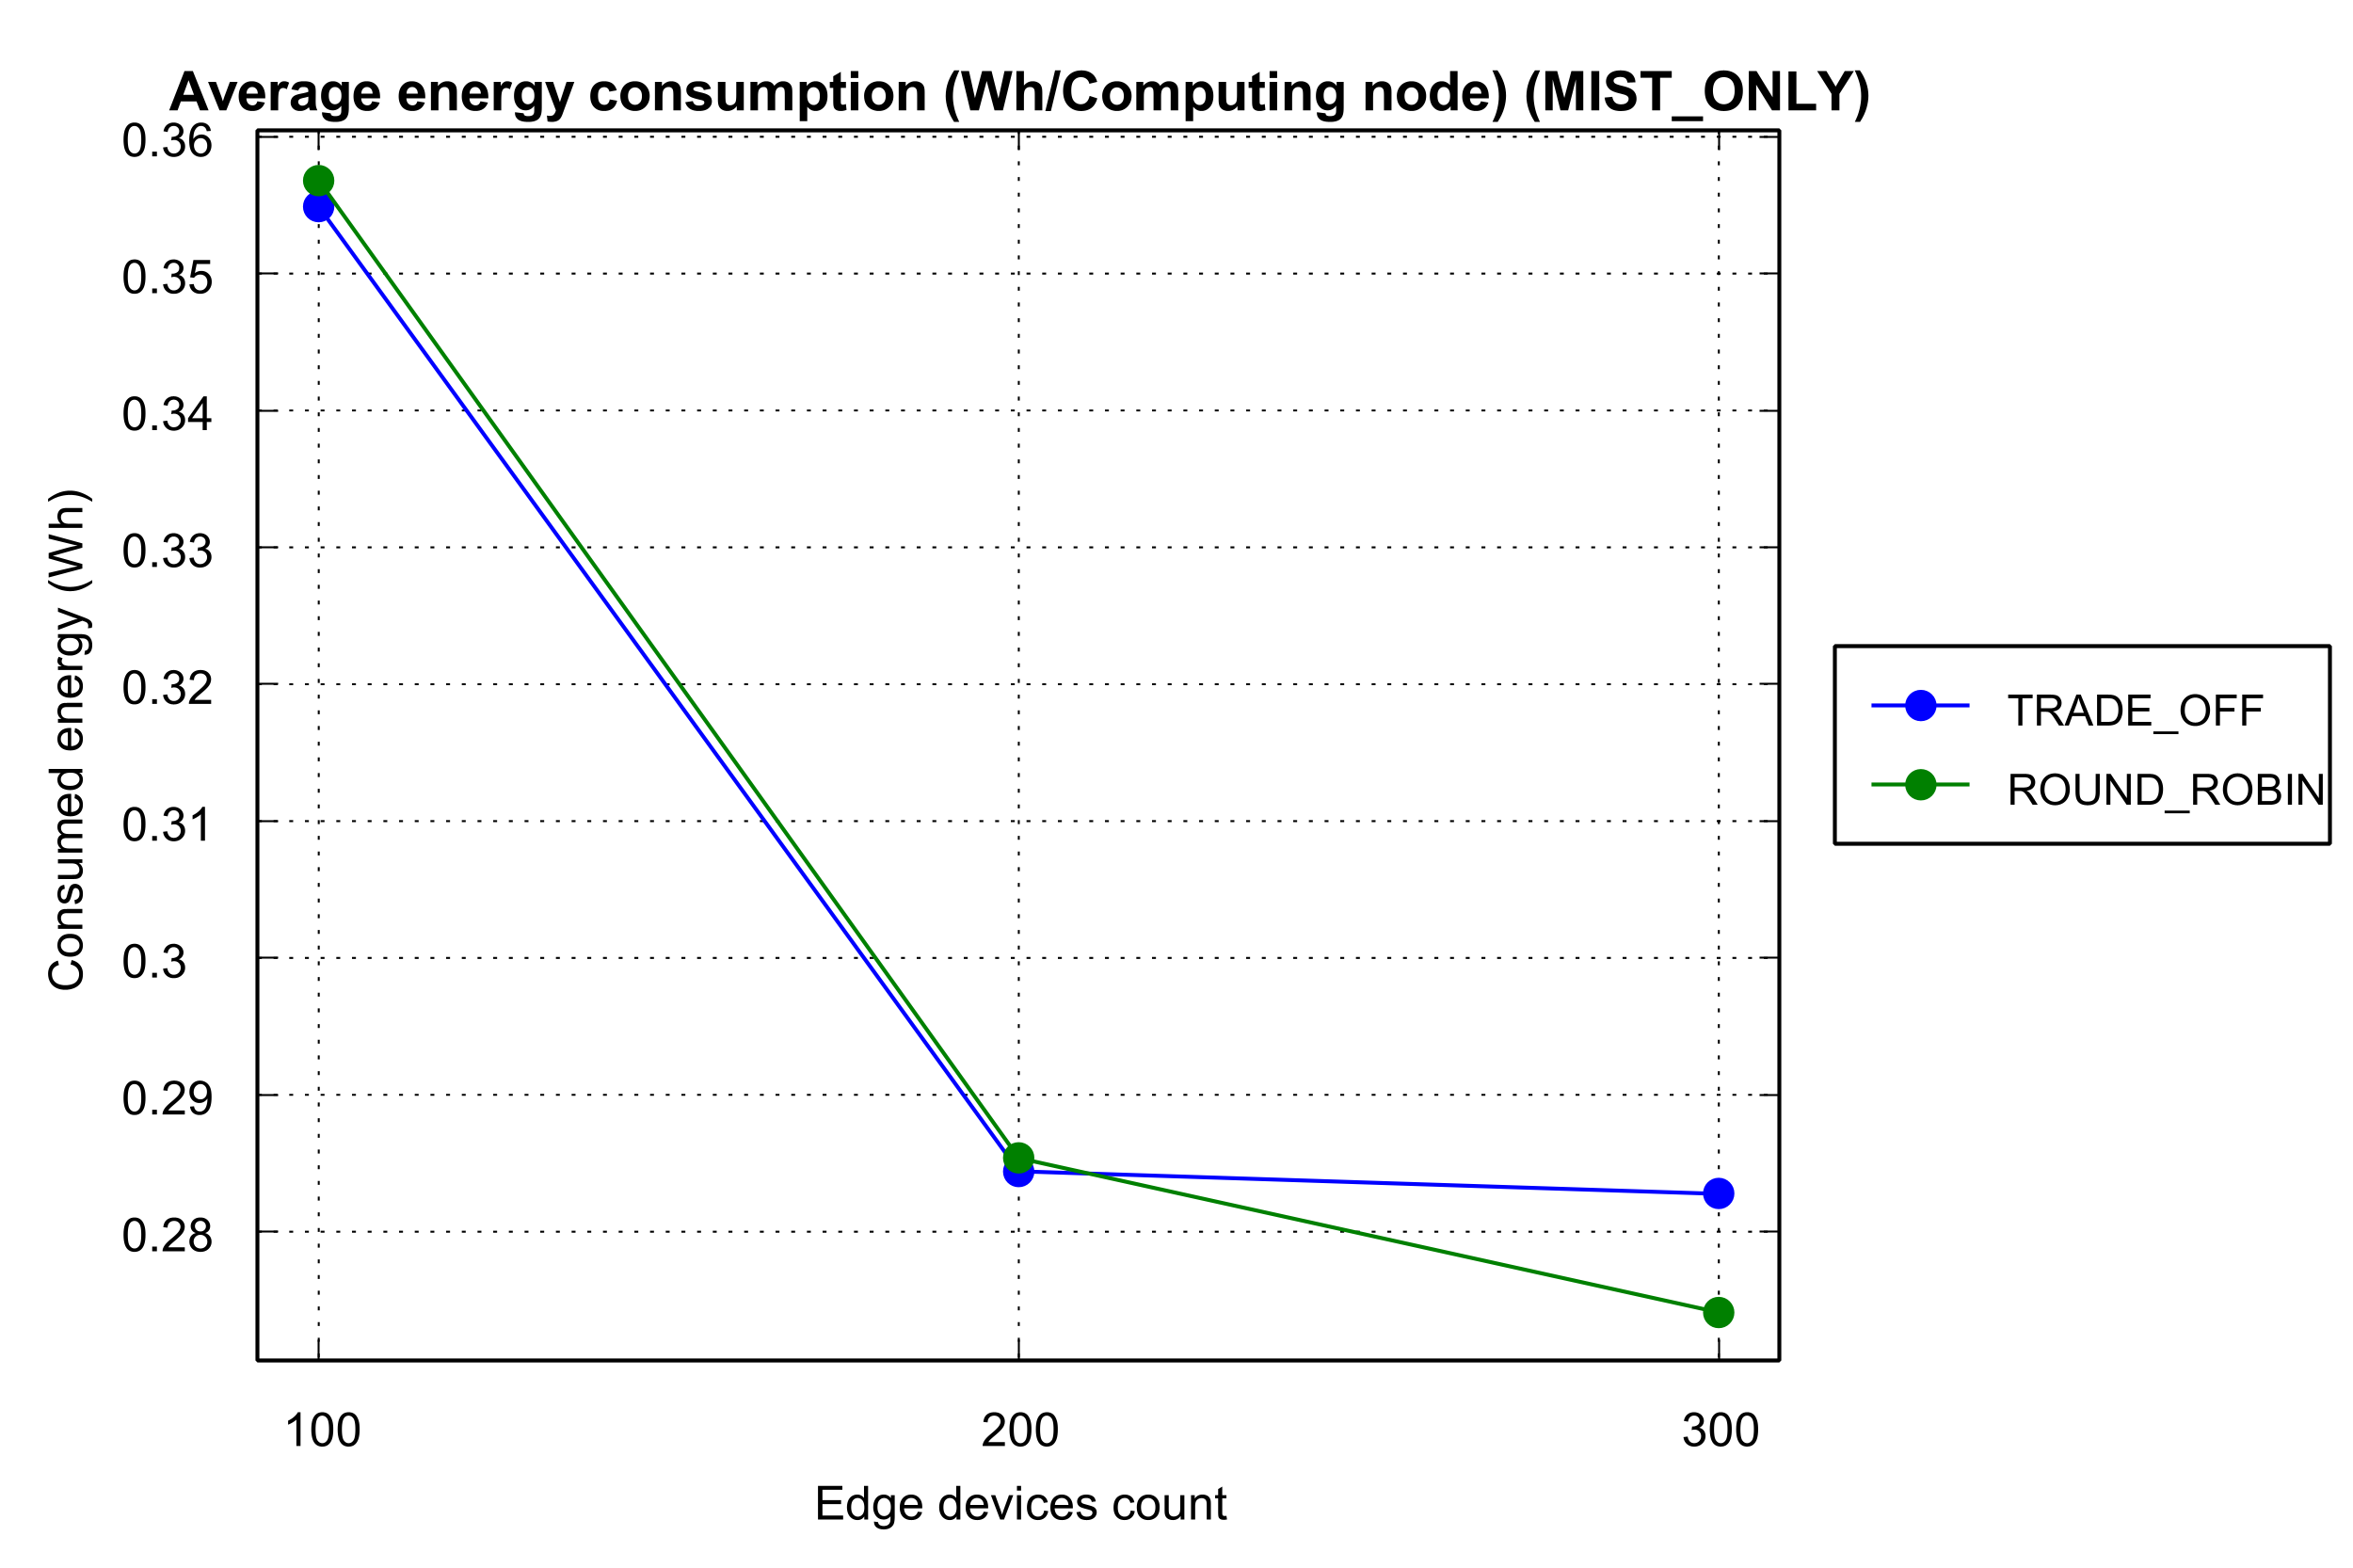 Average energy consumption (Wh/Computing node) (MIST_ONLY)
0.36
0.35
0.34
0.33
0.32
0.31
0.3
0.29
0.28
Consumed energy (Wh)
100 200 300
Edge devices count
TRADE_OFF
ROUND_ROBIN